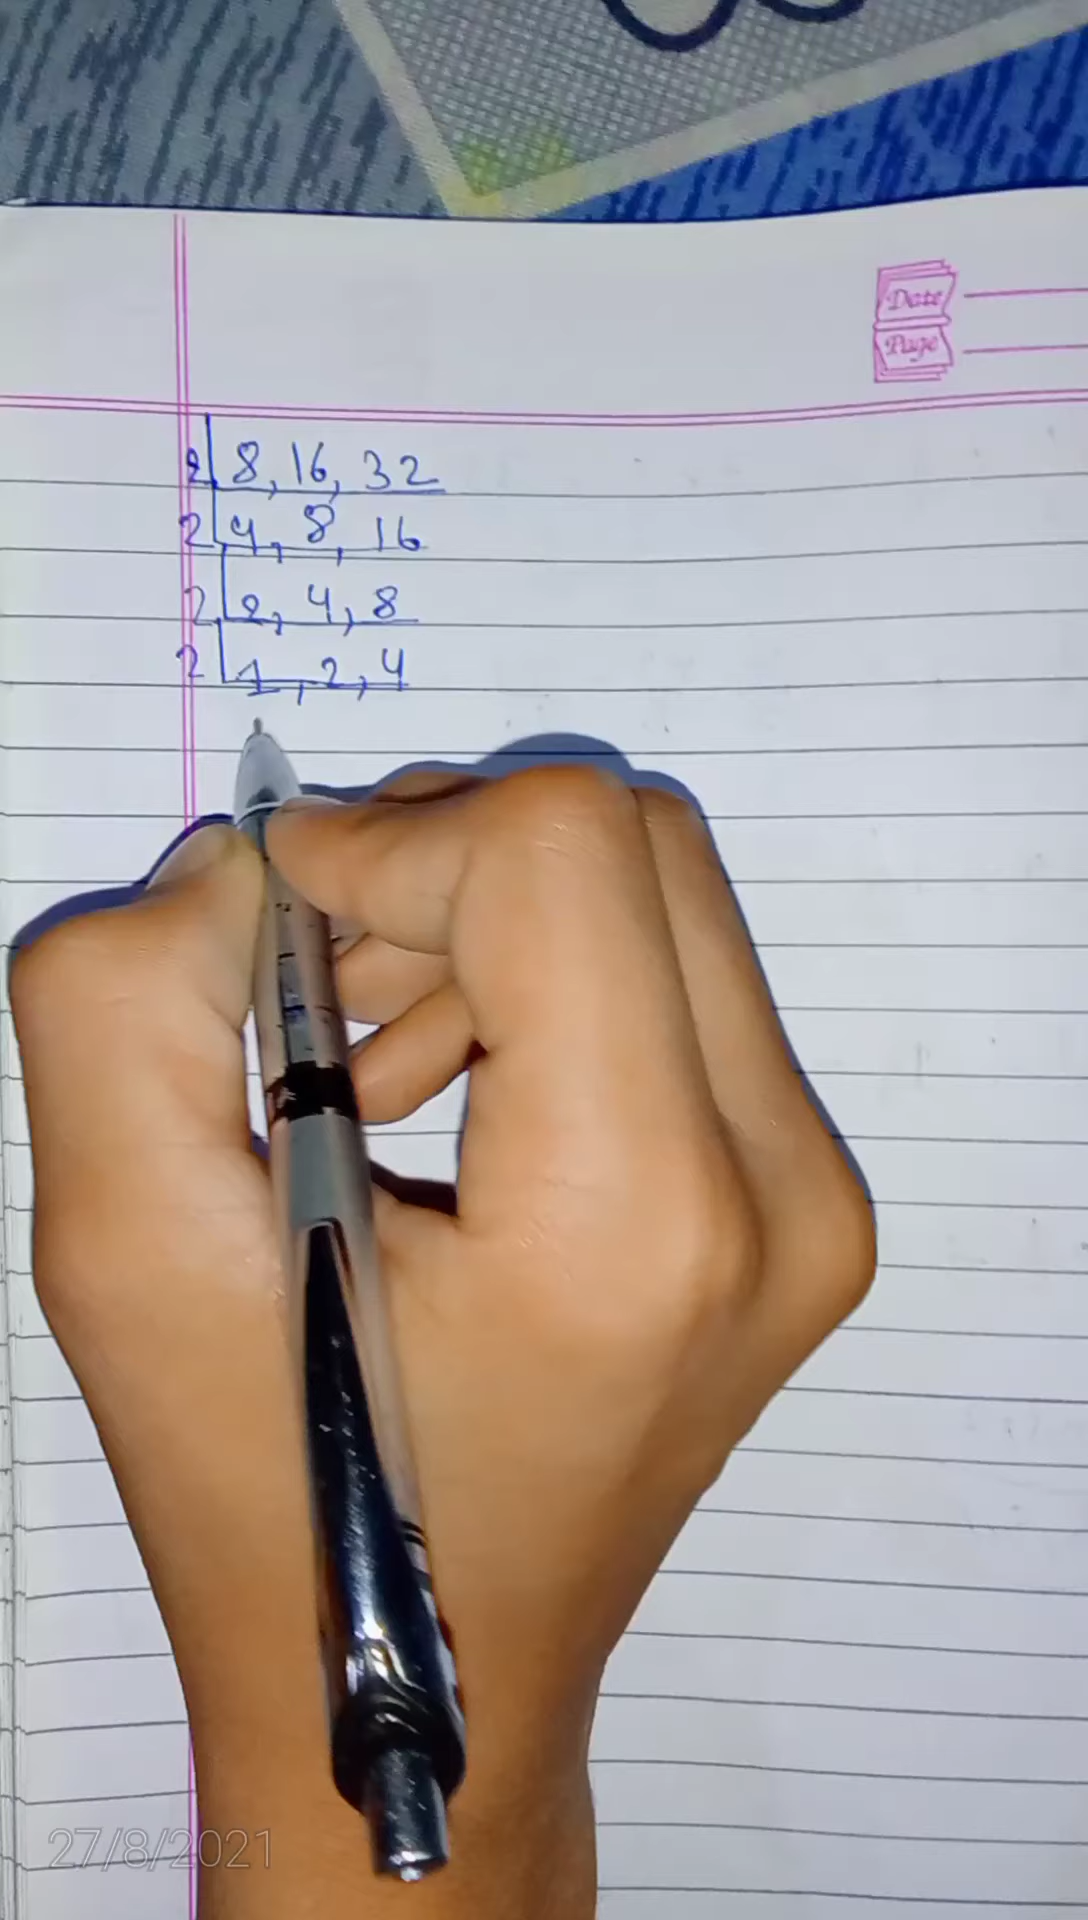 Date
Page
2 8, 16, 32
2 4, 8, 16
2 2, 4, 8
2 1, 2, 4
27/8/2021